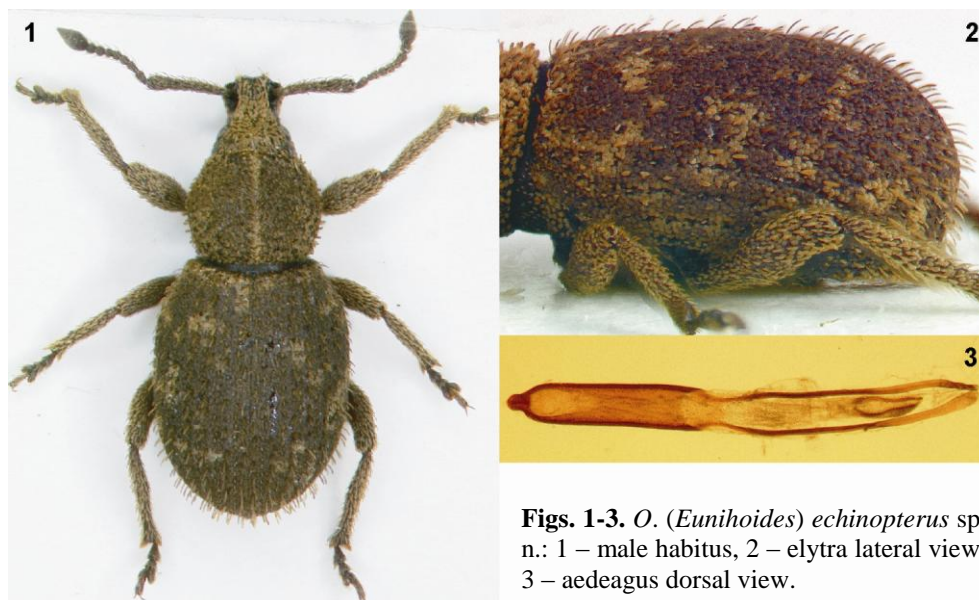 1
2
3
Figs. 1-3. O. (Eunihoides) echinopterus sp
n.: 1 – male habitus, 2 – elytra lateral view
3 – aedeagus dorsal view.